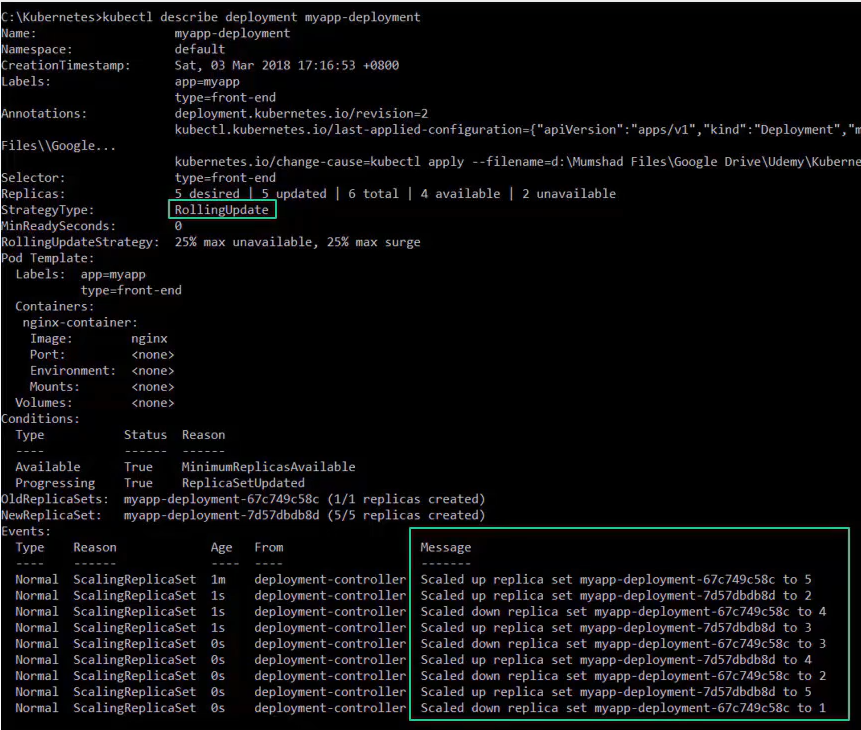 C:\Kubernetes>kubectl describe deployment myapp-deployment
Name:                   myapp-deployment
Namespace:              default
CreationTimestamp:      Sat, 03 Mar 2018 17:16:53 +0800
Labels:                 app=myapp
                        type=front-end
Annotations:            deployment.kubernetes.io/revision=2
                        kubectl.kubernetes.io/last-applied-configuration={"apiVersion":"apps/v1","kind":"Deployment","m
Files\\Google...
                        kubernetes.io/change-cause=kubectl apply --filename=d:\Mumshad Files\Google Drive\Udemy\Kuberne
Selector:               type=front-end
Replicas:               5 desired | 5 updated | 6 total | 4 available | 2 unavailable
StrategyType:           RollingUpdate
MinReadySeconds:        0
RollingUpdateStrategy:  25% max unavailable, 25% max surge
Pod Template:
  Labels:  app=myapp
           type=front-end
  Containers:
   nginx-container:
    Image:        nginx
    Port:         <none>
    Environment:  <none>
    Mounts:       <none>
  Volumes:        <none>
Conditions:
  Type           Status  Reason
  ----           ------  ------
  Available      True    MinimumReplicasAvailable
  Progressing    True    ReplicaSetUpdated
OldReplicaSets:  myapp-deployment-67c749c58c (1/1 replicas created)
NewReplicaSet:   myapp-deployment-7d57dbdb8d (5/5 replicas created)
Events:
  Type    Reason             Age   From                   Message
  ----    ------             ----  ----                   -------
  Normal  ScalingReplicaSet  1m    deployment-controller  Scaled up replica set myapp-deployment-67c749c58c to 5
  Normal  ScalingReplicaSet  1s    deployment-controller  Scaled up replica set myapp-deployment-7d57dbdb8d to 2
  Normal  ScalingReplicaSet  1s    deployment-controller  Scaled down replica set myapp-deployment-67c749c58c to 4
  Normal  ScalingReplicaSet  1s    deployment-controller  Scaled up replica set myapp-deployment-7d57dbdb8d to 3
  Normal  ScalingReplicaSet  0s    deployment-controller  Scaled down replica set myapp-deployment-67c749c58c to 3
  Normal  ScalingReplicaSet  0s    deployment-controller  Scaled up replica set myapp-deployment-7d57dbdb8d to 4
  Normal  ScalingReplicaSet  0s    deployment-controller  Scaled down replica set myapp-deployment-67c749c58c to 2
  Normal  ScalingReplicaSet  0s    deployment-controller  Scaled up replica set myapp-deployment-7d57dbdb8d to 5
  Normal  ScalingReplicaSet  0s    deployment-controller  Scaled down replica set myapp-deployment-67c749c58c to 1